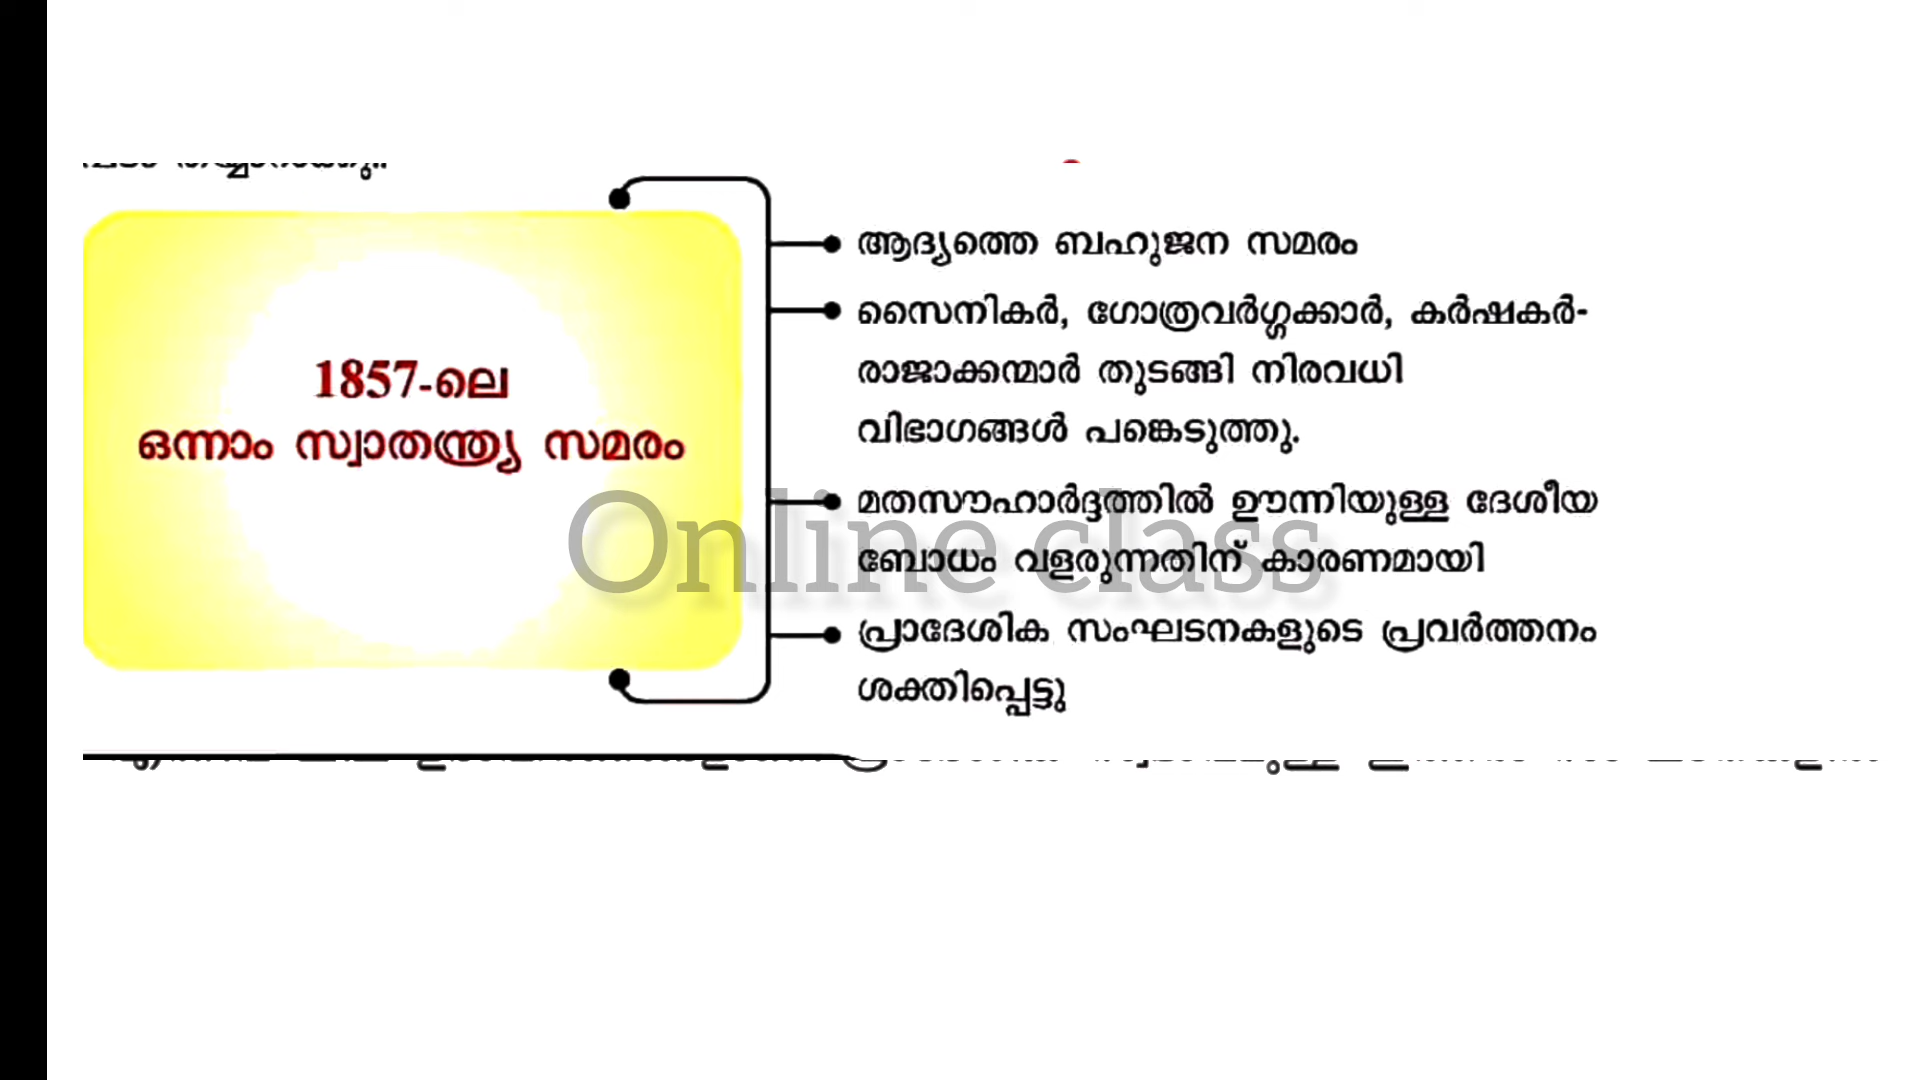 1857-ലെ
ഒന്നാം സ്വാതന്ത്ര്യ സമരം
ആദ്യത്തെ ബഹുജന സമരം
സൈനികർ, ഗോത്രവർഗ്ഗക്കാർ, കർഷകർ-
രാജാക്കന്മാർ തുടങ്ങി നിരവധി
വിഭാഗങ്ങൾ പങ്കെടുത്തു.
മതസൗഹാർദ്ദത്തിൽ ഊന്നിയുള്ള ദേശീയ
ബോധം വളരുന്നതിന് കാരണമായി
പ്രാദേശിക സംഘടനകളുടെ പ്രവർത്തനം
ശക്തിപ്പെട്ടു
Online class